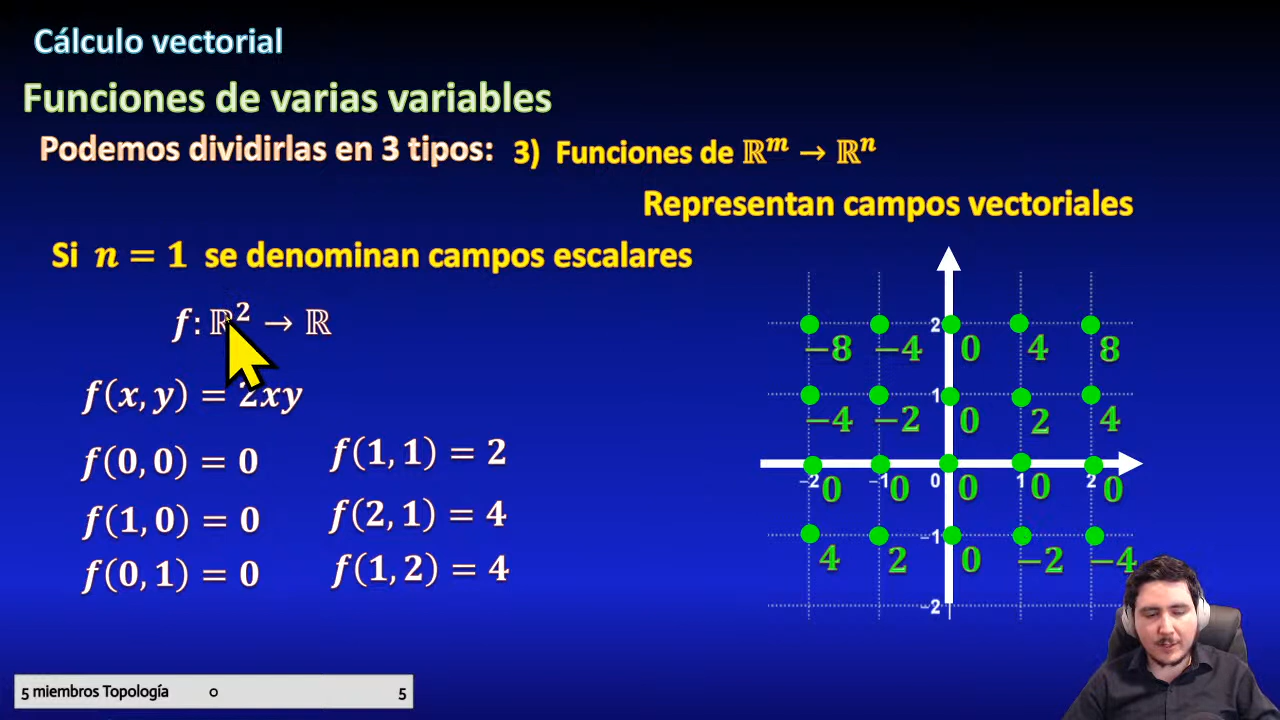 Cálculo vectorial
Funciones de varias variables
Podemos dividirlas en 3 tipos: 3) Funciones de ℝᵐ → ℝⁿ
Representan campos vectoriales
Si n = 1 se denominan campos escalares
f: ℝ² → ℝ
f(x, y) = 2xy
f(0, 0) = 0
f(1, 0) = 0
f(0, 1) = 0
f(1, 1) = 2
f(2, 1) = 4
f(1, 2) = 4
2
−8 −4 0 4 8
1
−4 −2 0 2 4
−2 −1 0 1 2
0 0 0 0 0
−1
4 2 0 −2 −4
−2
5 miembros Topología 5